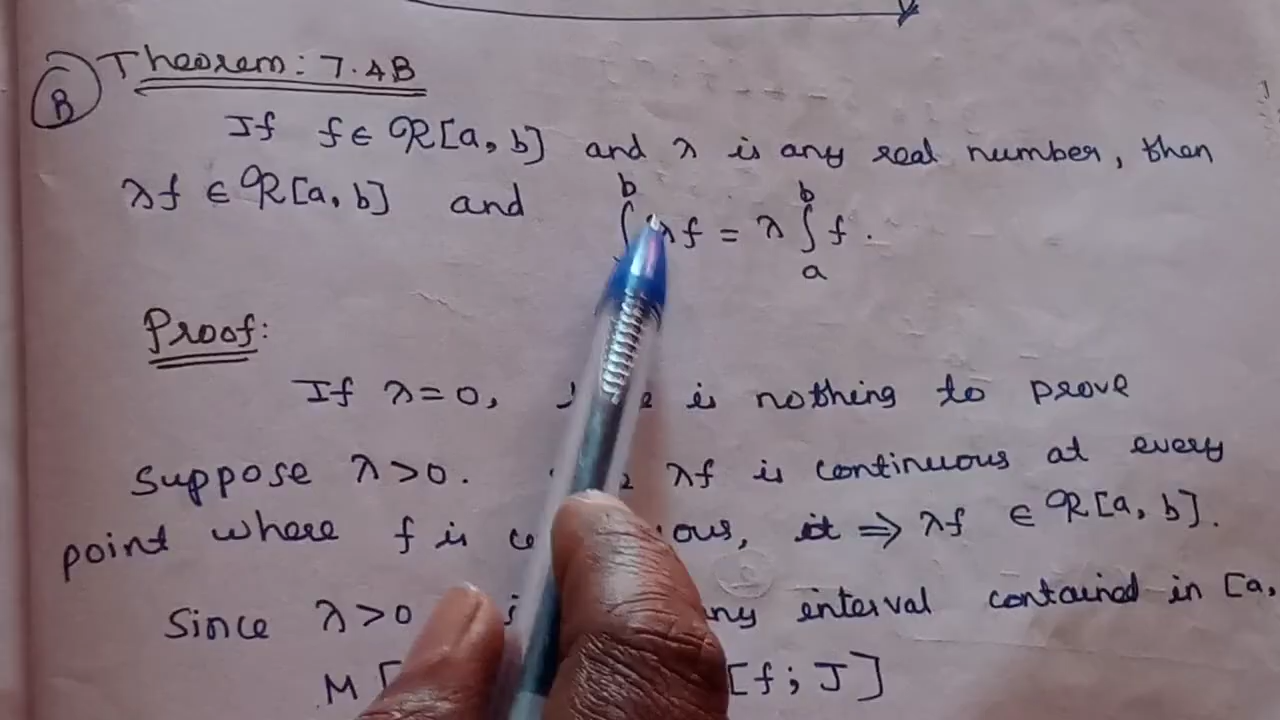 B
Theorem: 7.4B
If f ∈ R[a, b] and λ is any real number, then
λf ∈ R[a, b] and ∫ b λf = λ ∫ b a f.
Proof:
If λ=0, is nothing to prove
Suppose λ>0. λf is continuous at every
point where f is ous, it ⇒ λf ∈ R[a, b].
Since λ>0 interval contained in [a,
M[ [f; J]